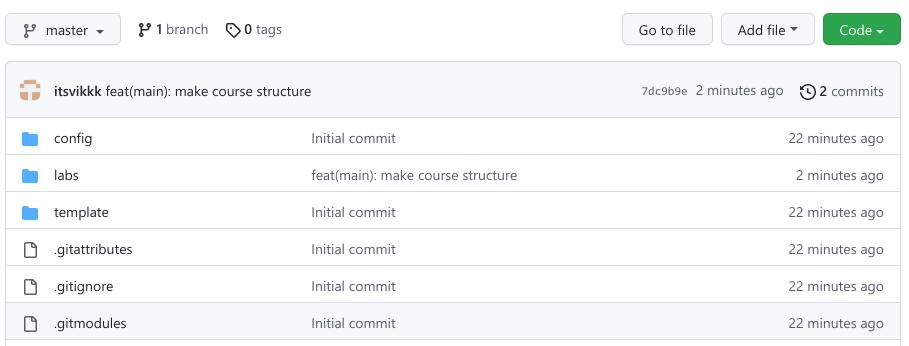 master 1 branch 0 tags Go to file Add file Code
itsvikkk feat(main): make course structure 7dc9b9e 2 minutes ago 2 commits
config Initial commit 22 minutes ago
labs feat(main): make course structure 2 minutes ago
template Initial commit 22 minutes ago
.gitattributes Initial commit 22 minutes ago
.gitignore Initial commit 22 minutes ago
.gitmodules Initial commit 22 minutes ago